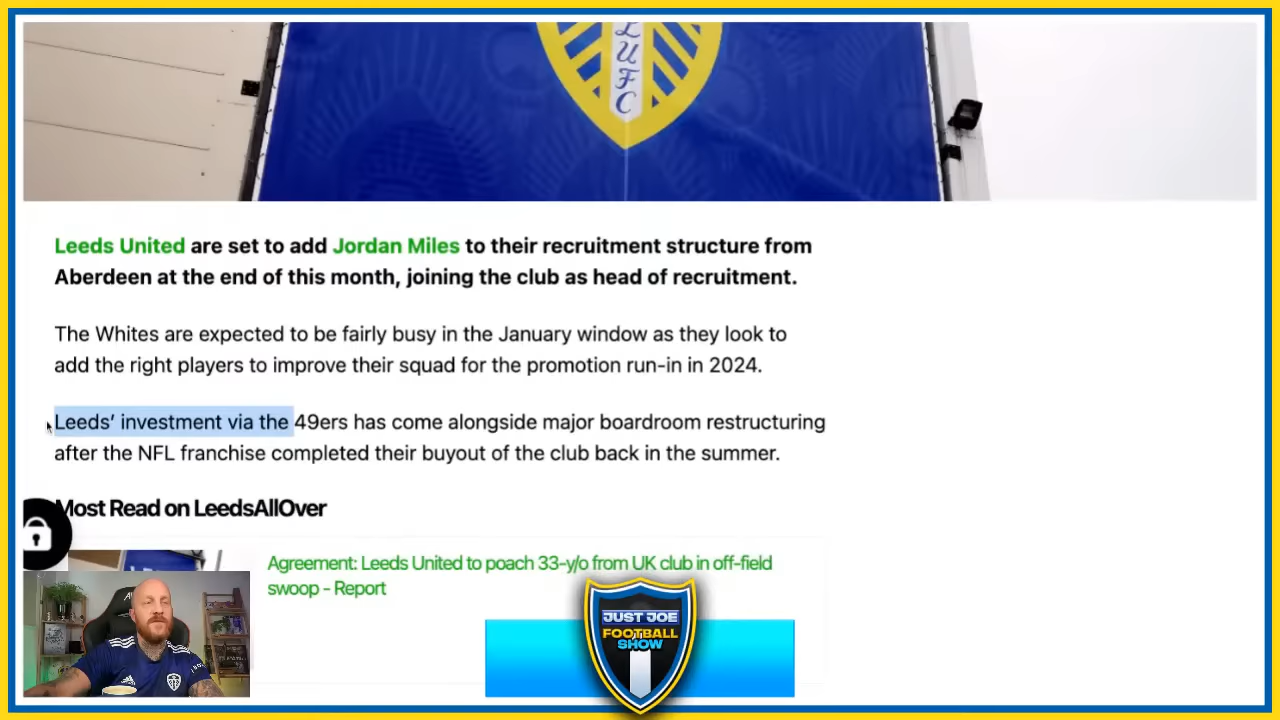 LUFC
Leeds United are set to add Jordan Miles to their recruitment structure from
Aberdeen at the end of this month, joining the club as head of recruitment.
The Whites are expected to be fairly busy in the January window as they look to
add the right players to improve their squad for the promotion run-in in 2024.
Leeds’ investment via the 49ers has come alongside major boardroom restructuring
after the NFL franchise completed their buyout of the club back in the summer.
Most Read on LeedsAllOver
Agreement: Leeds United to poach 33-y/o from UK club in off-field
swoop - Report
JUST JOE
FOOTBALL
SHOW